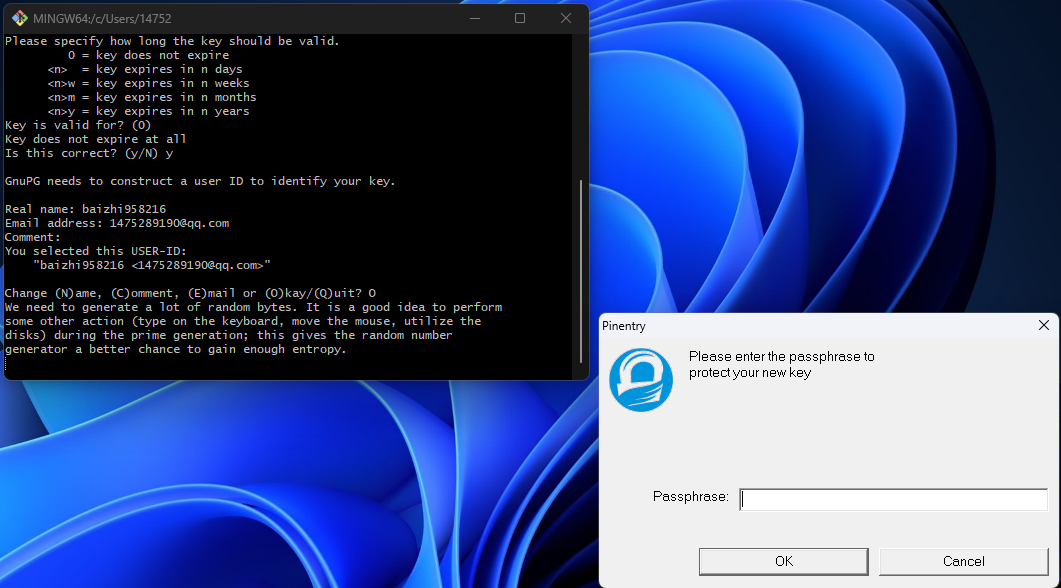 MINGW64:/c/Users/14752
Please specify how long the key should be valid.
0 = key does not expire
<n>  = key expires in n days
<n>w = key expires in n weeks
<n>m = key expires in n months
<n>y = key expires in n years
Key is valid for? (0)
Key does not expire at all
Is this correct? (y/N) y
GnuPG needs to construct a user ID to identify your key.
Real name: baizhi958216
Email address: 1475289190@qq.com
Comment:
You selected this USER-ID:
"baizhi958216 <1475289190@qq.com>"
Change (N)ame, (C)omment, (E)mail or (O)kay/(Q)uit? O
We need to generate a lot of random bytes. It is a good idea to perform
some other action (type on the keyboard, move the mouse, utilize the
disks) during the prime generation; this gives the random number
generator a better chance to gain enough entropy.
Pinentry
Please enter the passphrase to
protect your new key
Passphrase:
OK
Cancel